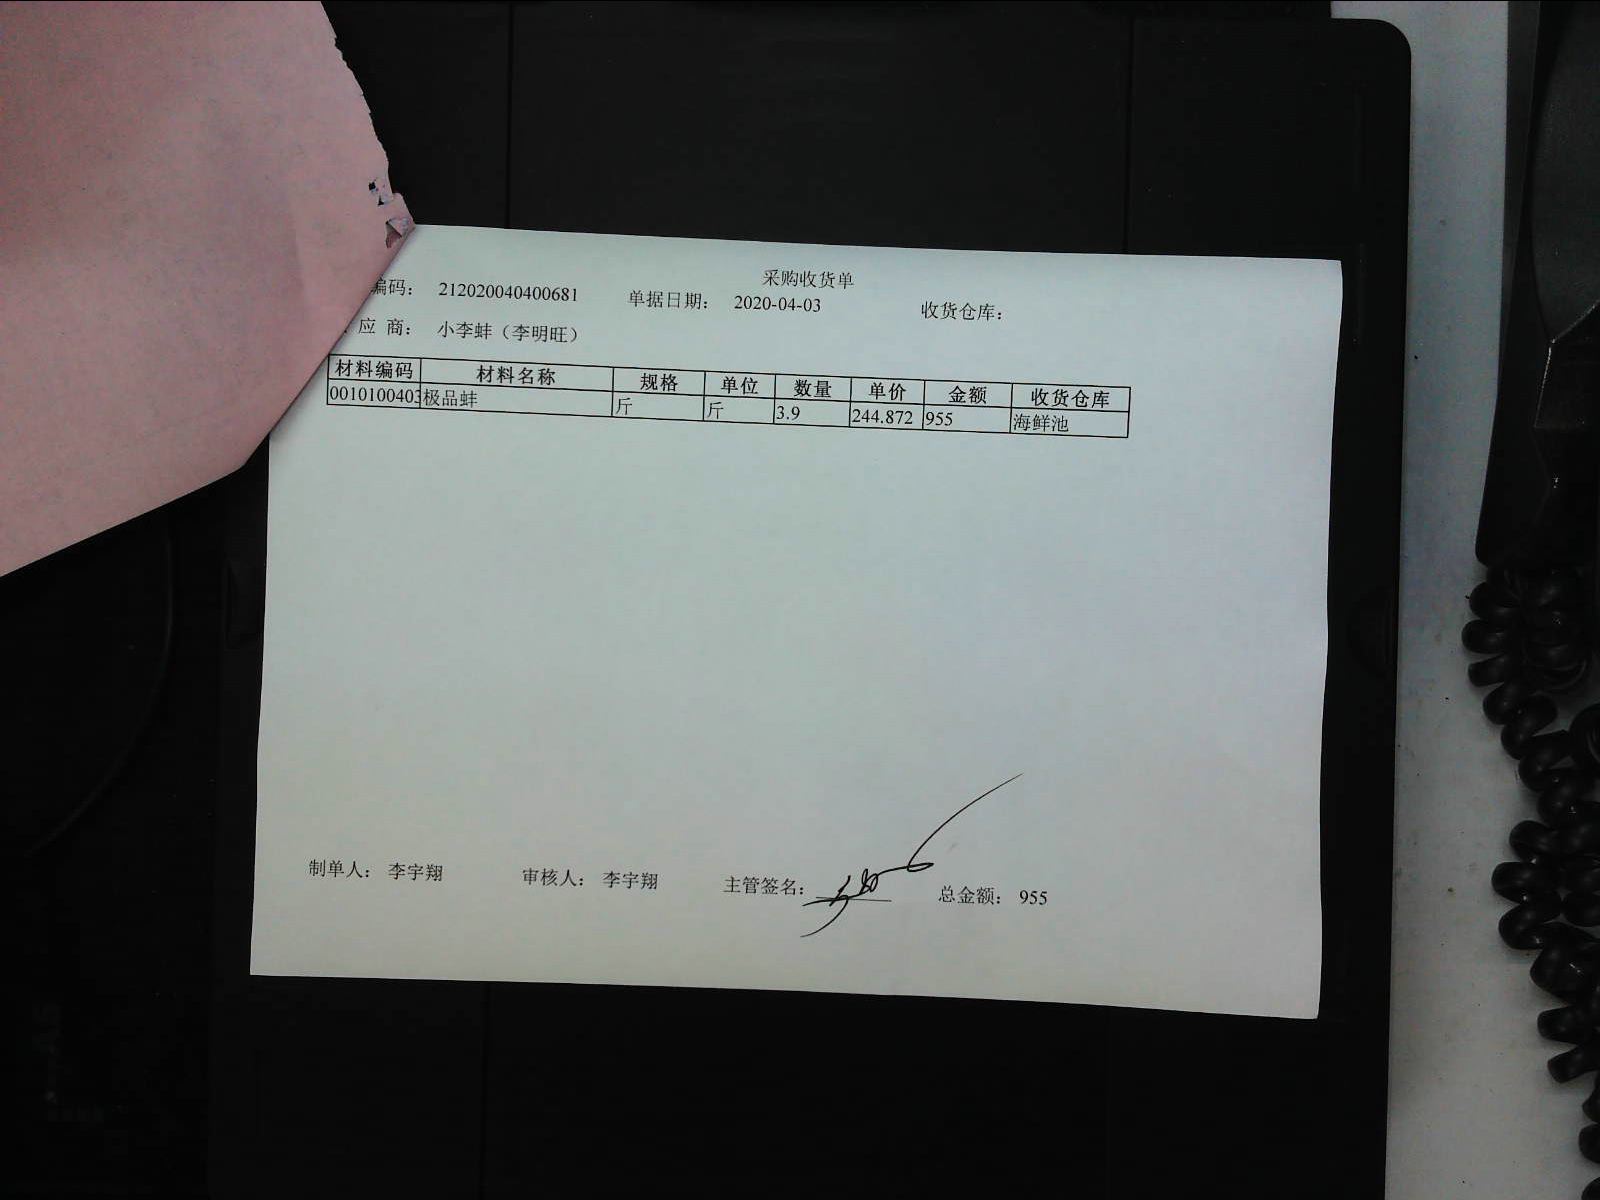 采购收货单
编码： 212020040400681 单据日期： 2020-04-03 收货仓库：
应 商： 小李蚌（李明旺）
材料编码 材料名称 规格 单位 数量 单价 金额 收货仓库
0010100403 极品蚌 斤 斤 3.9 244.872 955 海鲜池
制单人： 李宇翔 审核人： 李宇翔 主管签名： 总金额： 955